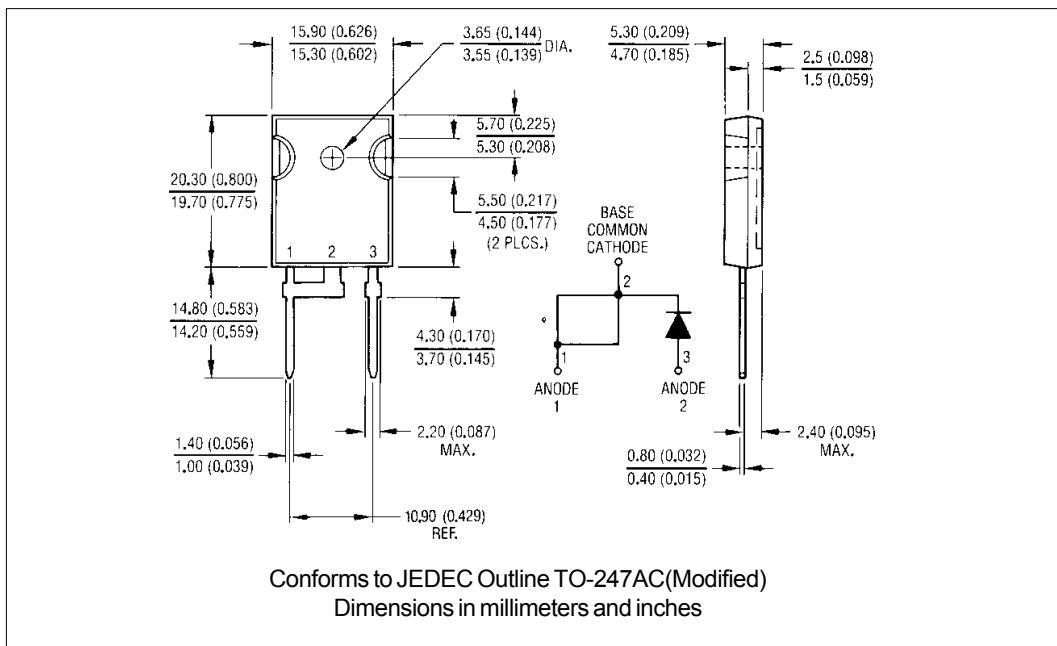 15.90 (0.626)
15.30 (0.602)
3.65 (0.144)
3.55 (0.139)
DIA.
5.30 (0.209)
4.70 (0.185)
2.5 (0.098)
1.5 (0.059)
5.70 (0.225)
5.30 (0.208)
20.30 (0.800)
19.70 (0.775)
5.50 (0.217)
4.50 (0.177)
(2 PLCS.)
BASE
COMMON
CATHODE
2
1 2 3
14.80 (0.583)
14.20 (0.559)
4.30 (0.170)
3.70 (0.145)
1
3
ANODE
1
ANODE
2
1.40 (0.056)
1.00 (0.039)
2.20 (0.087)
MAX.
2.40 (0.095)
MAX.
0.80 (0.032)
0.40 (0.015)
10.90 (0.429)
REF.
Conforms to JEDEC Outline TO-247AC(Modified)
Dimensions in millimeters and inches